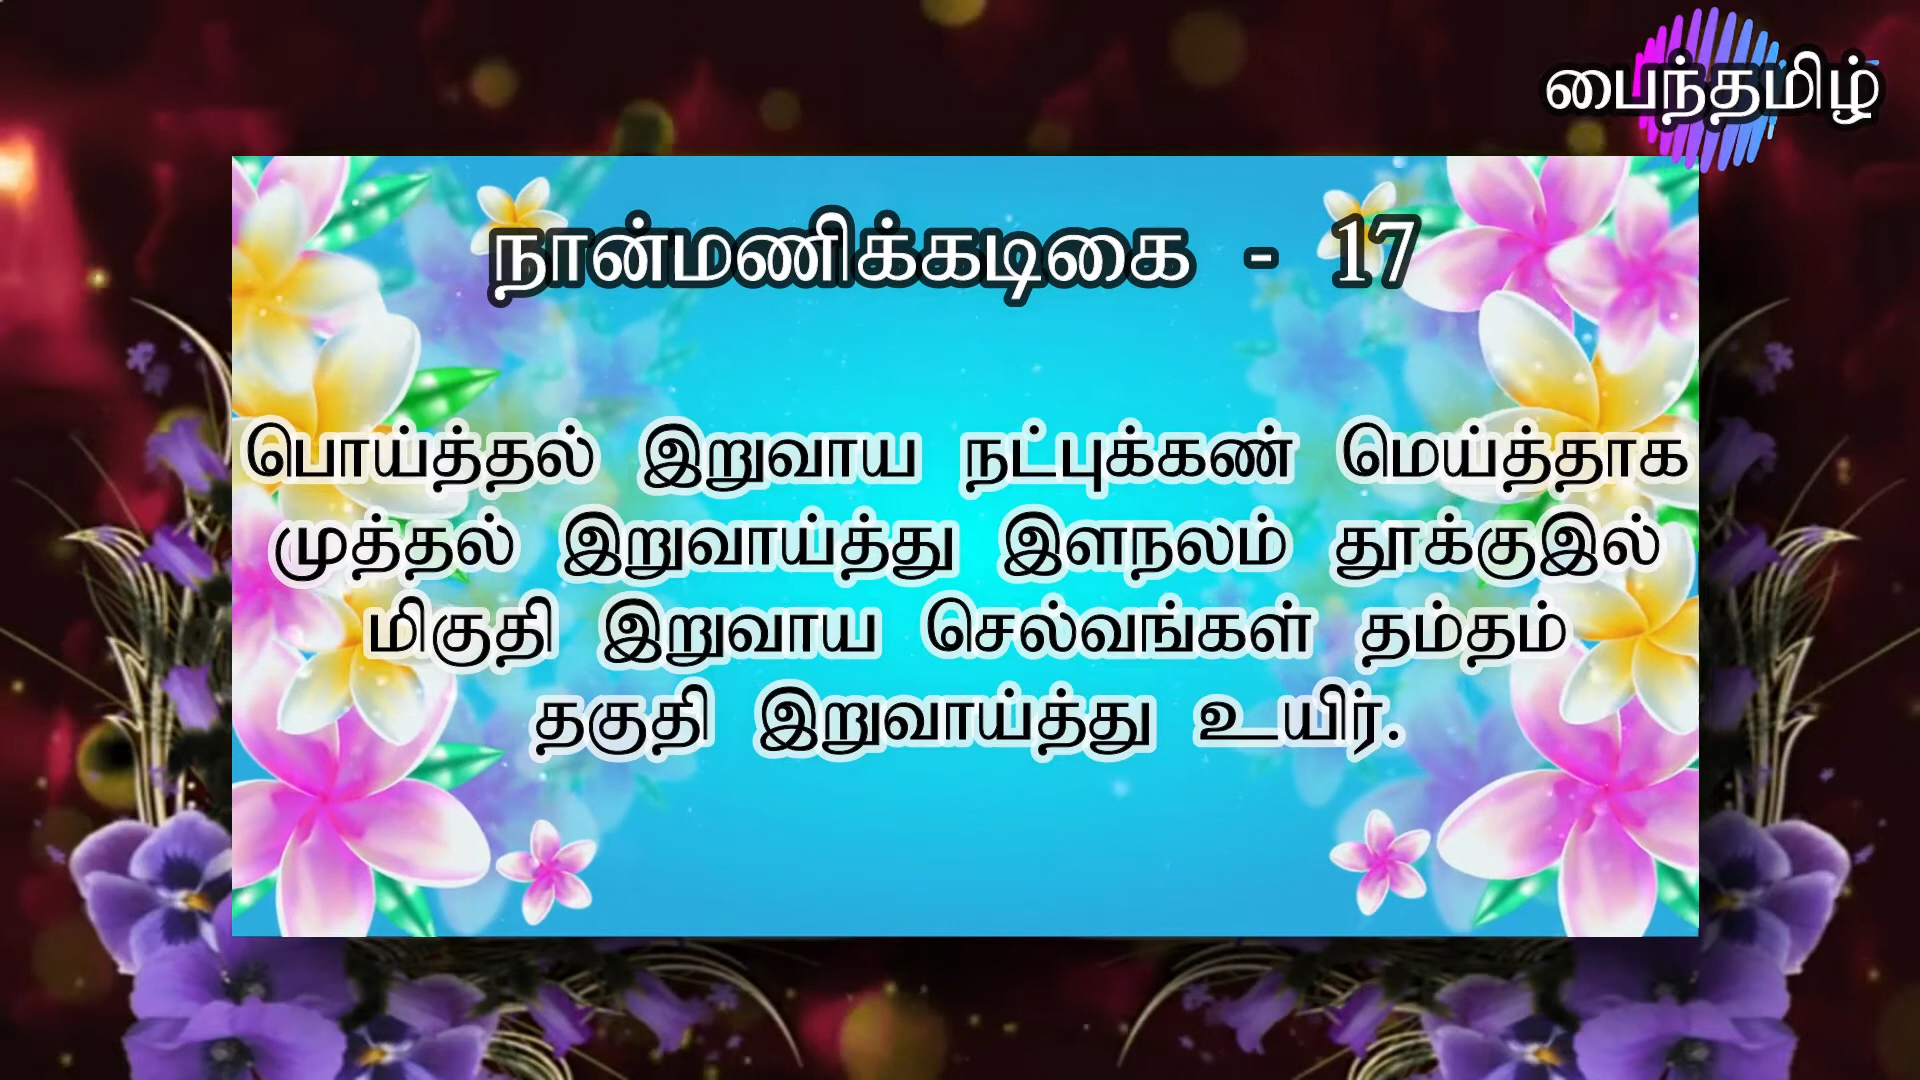 பைந்தமிழ்
நான்மணிக்கடிகை - 17
பொய்த்தல் இறுவாய நட்புக்கண் மெய்த்தாக
முத்தல் இறுவாய்த்து இளநலம் தூக்குஇல்
மிகுதி இறுவாய செல்வங்கள் தம்தம்
தகுதி இறுவாய்த்து உயிர்.